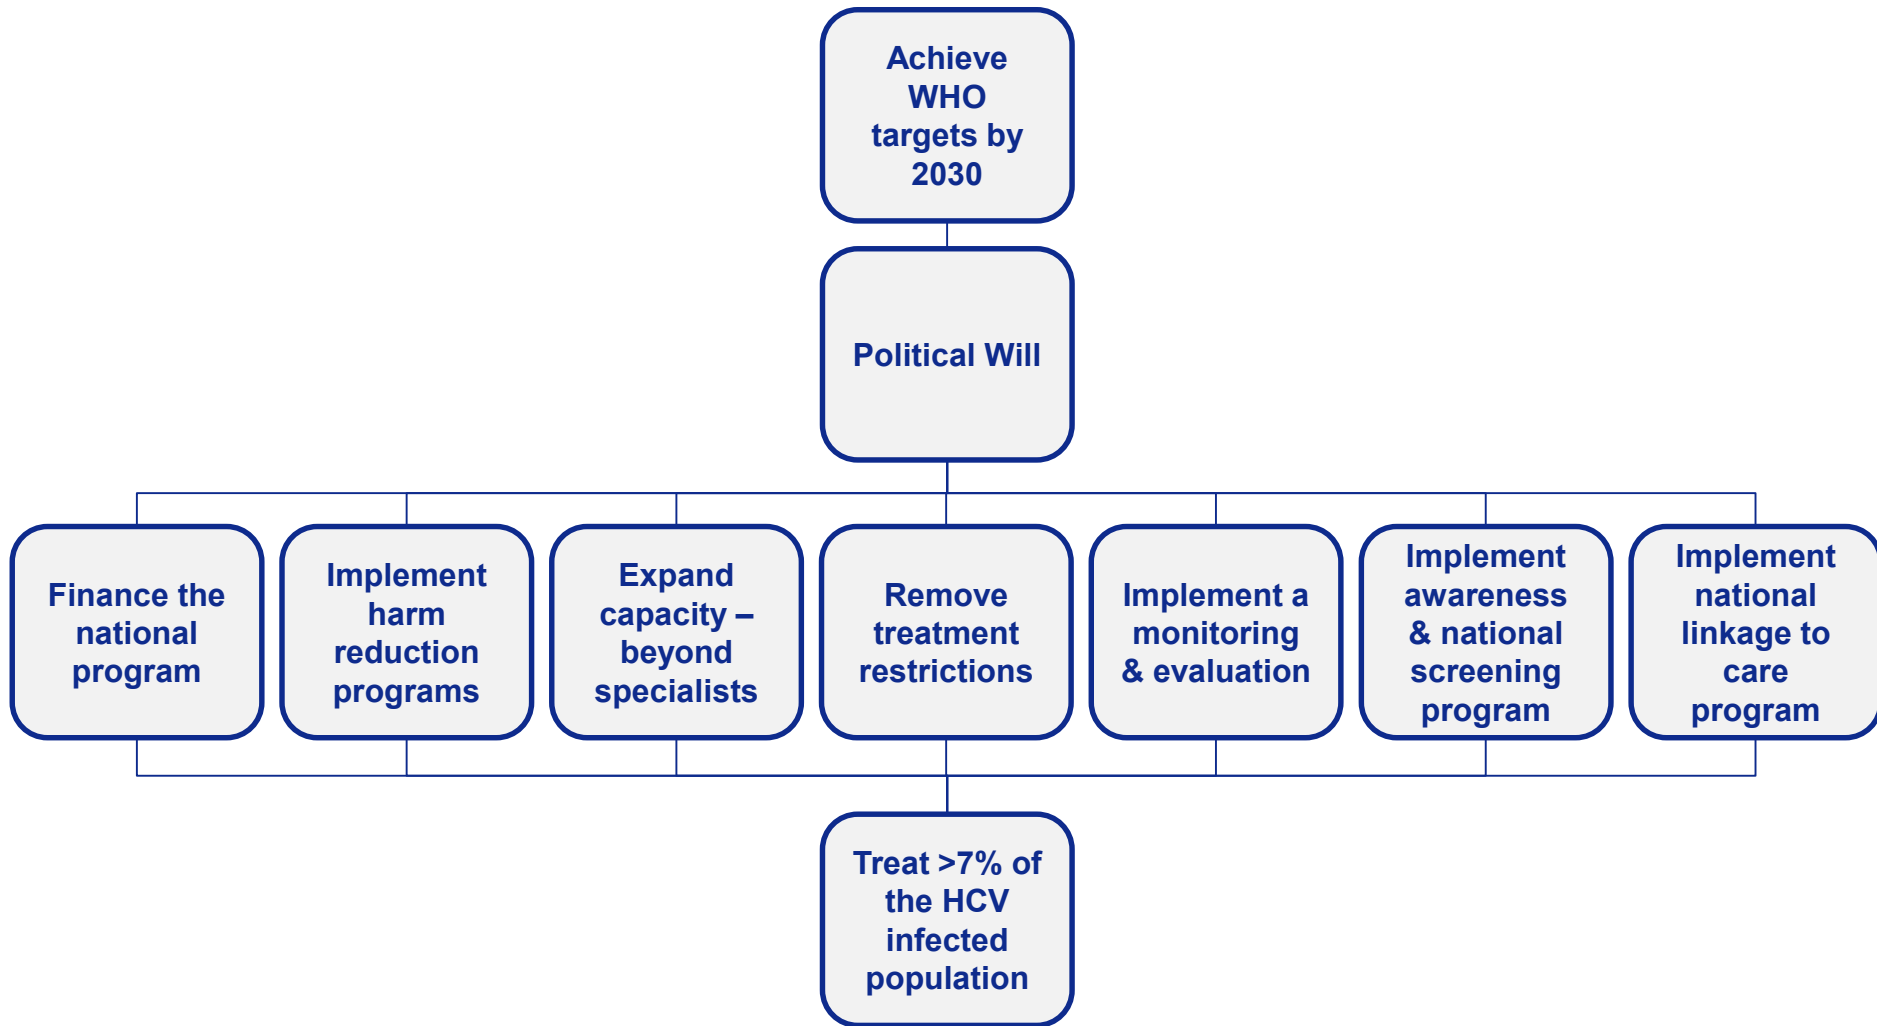 Achieve
WHO
targets by
2030
Political Will
Finance the
national
program
Implement
harm
reduction
programs
Expand
capacity –
beyond
specialists
Remove
treatment
restrictions
Implement a
monitoring
& evaluation
Implement
awareness
& national
screening
program
Implement
national
linkage to
care
program
Treat >7% of
the HCV
infected
population